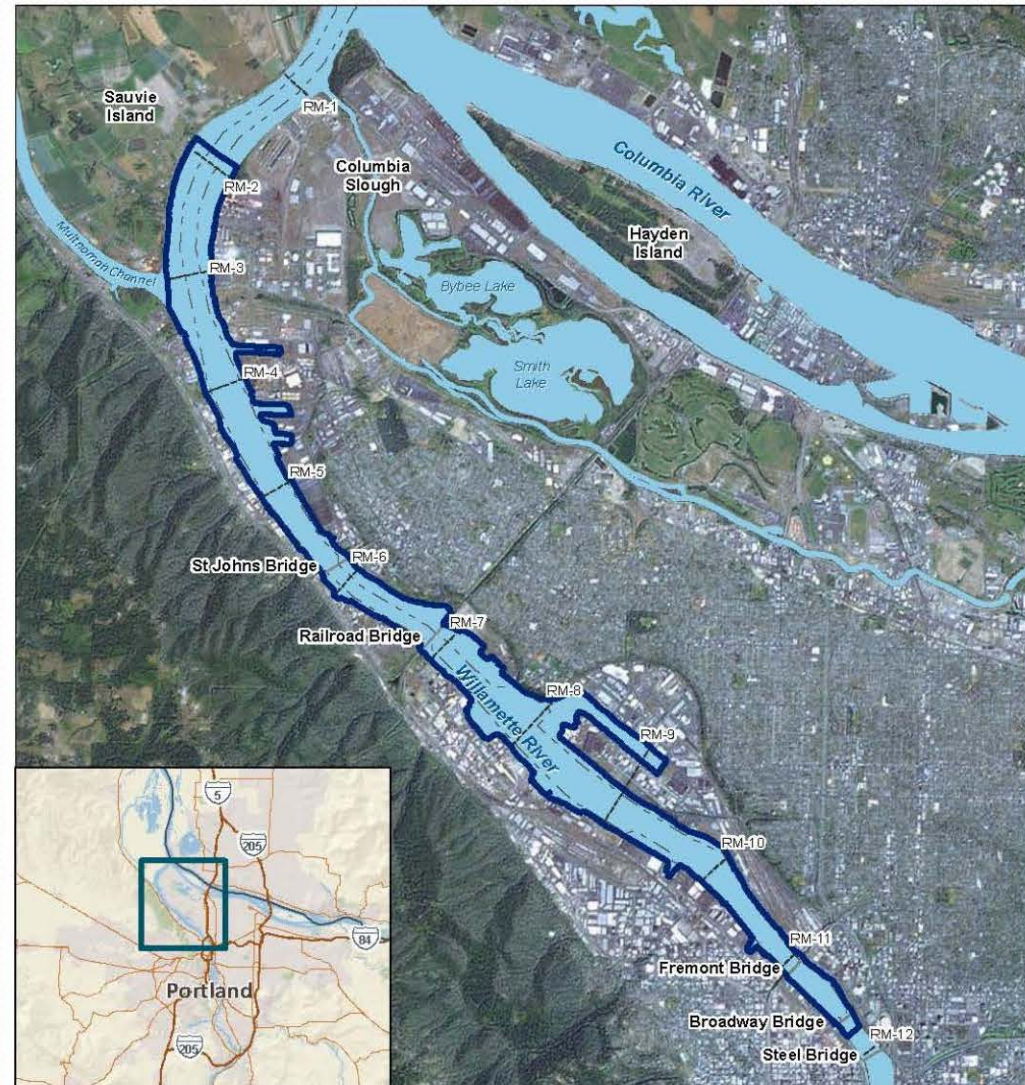 Sauvie
Island
RM-1
Columbia
Slough
RM-2
Columbia River
Hayden
Island
Multnomah Channel
RM-3
Bybee Lake
Smith
Lake
RM-4
RM-5
RM-6
St Johns Bridge
RM-7
Railroad Bridge
RM-8
Willamette River
RM-9
RM-10
RM-11
Fremont Bridge
Broadway Bridge
RM-12
Steel Bridge
5
205
84
Portland
205